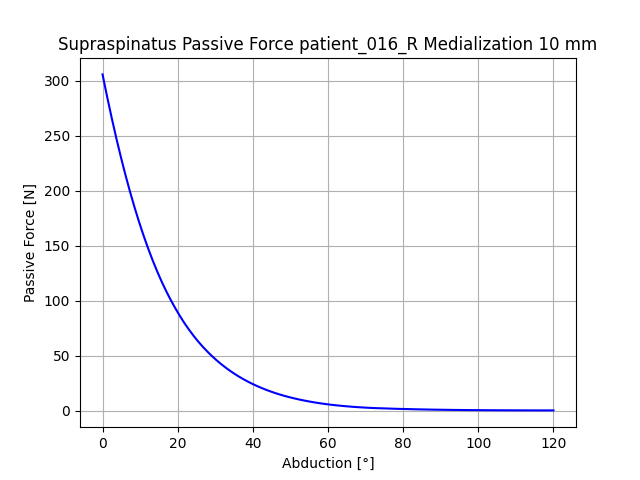 Supraspinatus Passive Force patient_016_R Medialization 10 mm
Passive Force [N]
300
250
200
150
100
50
0
0 20 40 60 80 100 120
Abduction [°]